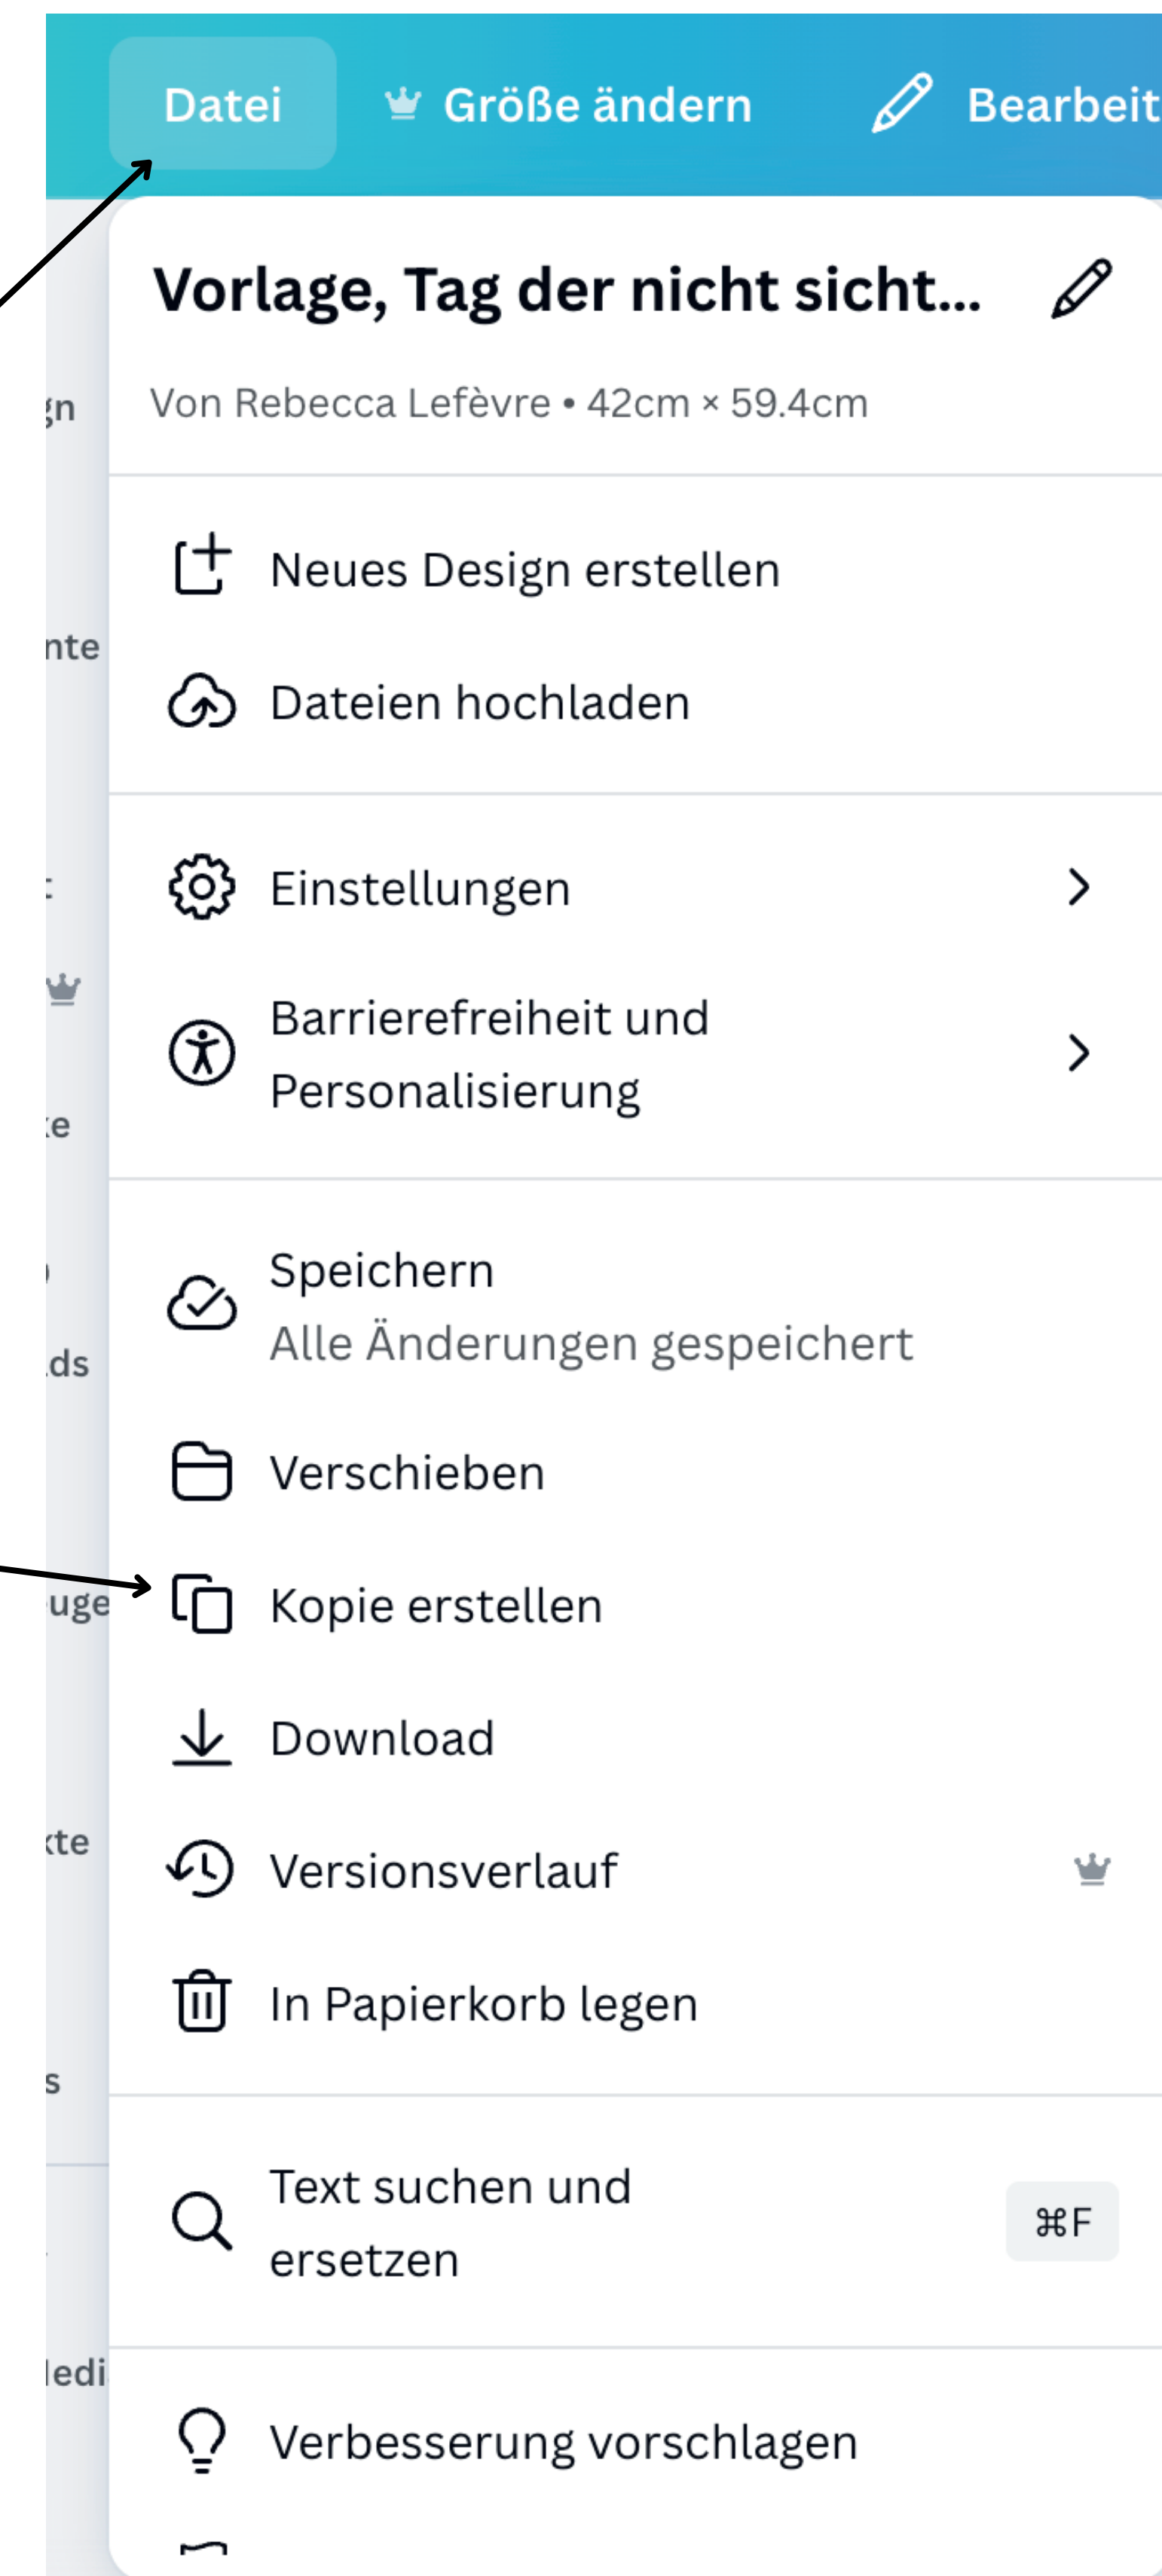 Datei
Größe ändern
Vorlage, Tag der nicht sicht...
Von Rebecca Lefèvre • 42cm × 59.4cm
Neues Design erstellen
Dateien hochladen
Einstellungen
Barrierefreiheit und
Personalisierung
Speichern
Alle Änderungen gespeichert
Verschieben
Kopie erstellen
Download
Versionsverlauf
In Papierkorb legen
Text suchen und
ersetzen
⌘F
Verbesserung vorschlagen